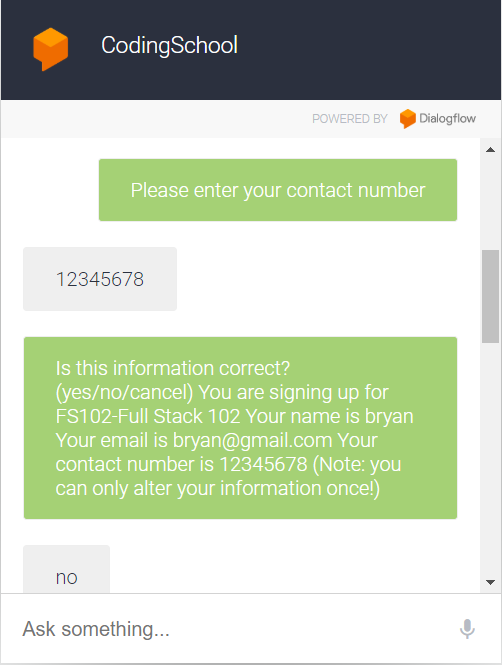 CodingSchool
POWERED BY Dialogflow
Please enter your contact number
12345678
Is this information correct?
(yes/no/cancel) You are signing up for
FS102-Full Stack 102 Your name is bryan
Your email is bryan@gmail.com Your
contact number is 12345678 (Note: you
can only alter your information once!)
no
Ask something...